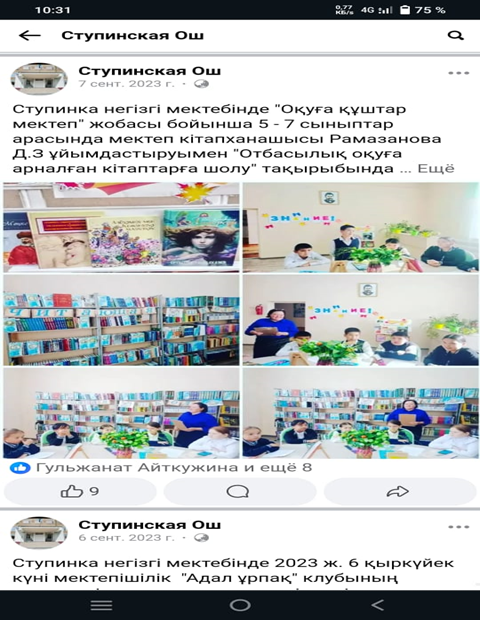 10:31
0,77 КБ/s 4G 75 %
Ступинская Ош
Ступинская Ош
7 сент. 2023 г. ·
Ступинка негізгі мектебінде "Оқуға құштар
мектеп" жобасы бойынша 5 - 7 сыныптар
арасында мектеп кітапханашысы Рамазанова
Д.З ұйымдастыруымен "Отбасылық оқуға
арналған кітаптарға шолу" тақырыбында ... Ещё
ЗНАНИЕ!
Гульжанат Айткужина и ещё 8
9
Ступинская Ош
6 сент. 2023 г. ·
Ступинка негізгі мектебінде 2023 ж. 6 қыркүйек
күні мектепішілік "Адал ұрпақ" клубының